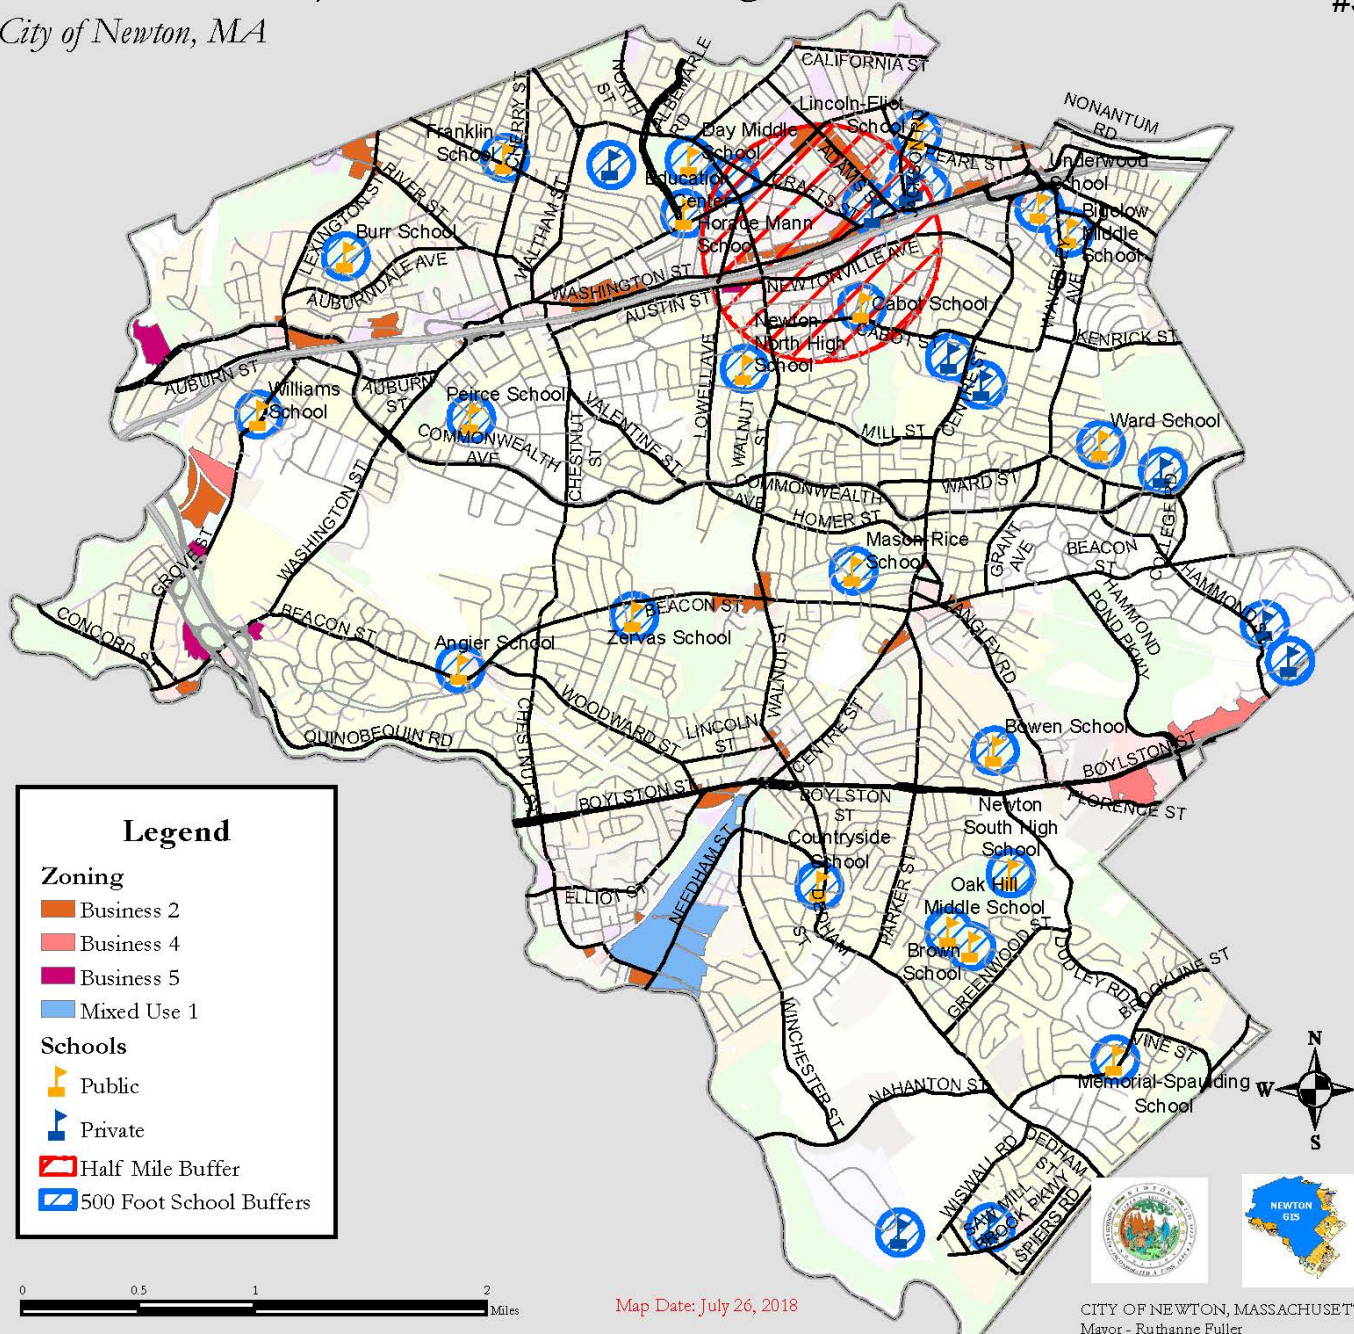 City of Newton, MA
CALIFORNIA ST
NONANTUM
RD
NORTH
ST
ALBEMARLE
RD
CHERRY ST
Franklin
School
Day Middle
School
Lincoln-Eliot
School
ADAMS ST
PEARL ST
Underwood
School
Education
Center
CRAFTS ST
Horace Mann
School
Bigelow
Middle
School
RIVER ST
LEXINGTON ST
WALTHAM ST
Burr School
AUBURNDALE AVE
WASHINGTON ST
AUSTIN ST
NEWTONVILLE AVE
WAVERLEY
AVE
Cabot School
CABOT ST
KENRICK ST
Newton
North High
School
AUBURN ST
Williams
School
AUBURN
ST
Peirce School
LOWELL AVE
WALNUT
ST
CENTRE ST
COMMONWEALTH
AVE
CHESTNUT
ST
VALENTINE ST
MILL ST
Ward School
COMMONWEALTH
AVE
WARD ST
HOMER ST
WASHINGTON ST
GROVE ST
Mason-Rice
School
GRANT
AVE
BEACON
ST
COLLEGE RD
HAMMOND ST
HAMMOND
POND PKWY
CONCORD ST
BEACON ST
BEACON ST
Angier School
Zervas School
LANGLEY RD
WALNUT ST
QUINOBEQUIN RD
CHESTNUT ST
WOODWARD ST
LINCOLN
ST
CENTRE ST
Bowen School
BOYLSTON ST
BOYLSTON ST
BOYLSTON
ST
FLORENCE ST
Newton
South High
School
Countryside
School
NEEDHAM ST
PARKER ST
Oak Hill
Middle School
ELLIOT ST
DEDHAM
ST
Brown
School
GREENWOOD ST
DUDLEY RD
BROOKLINE ST
WINCHESTER ST
VINE ST
Memorial-Spaulding
School
NAHANTON ST
WISWALL RD
DEDHAM
ST
SAW MILL
BROOK PKWY
SPIERS RD
Legend
Zoning
Business 2
Business 4
Business 5
Mixed Use 1
Schools
Public
Private
Half Mile Buffer
500 Foot School Buffers
N
W
S
NEWTON
GIS
0 0.5 1 2
Miles
Map Date: July 26, 2018
CITY OF NEWTON, MASSACHUSET
Mayor - Ruthanne Fuller